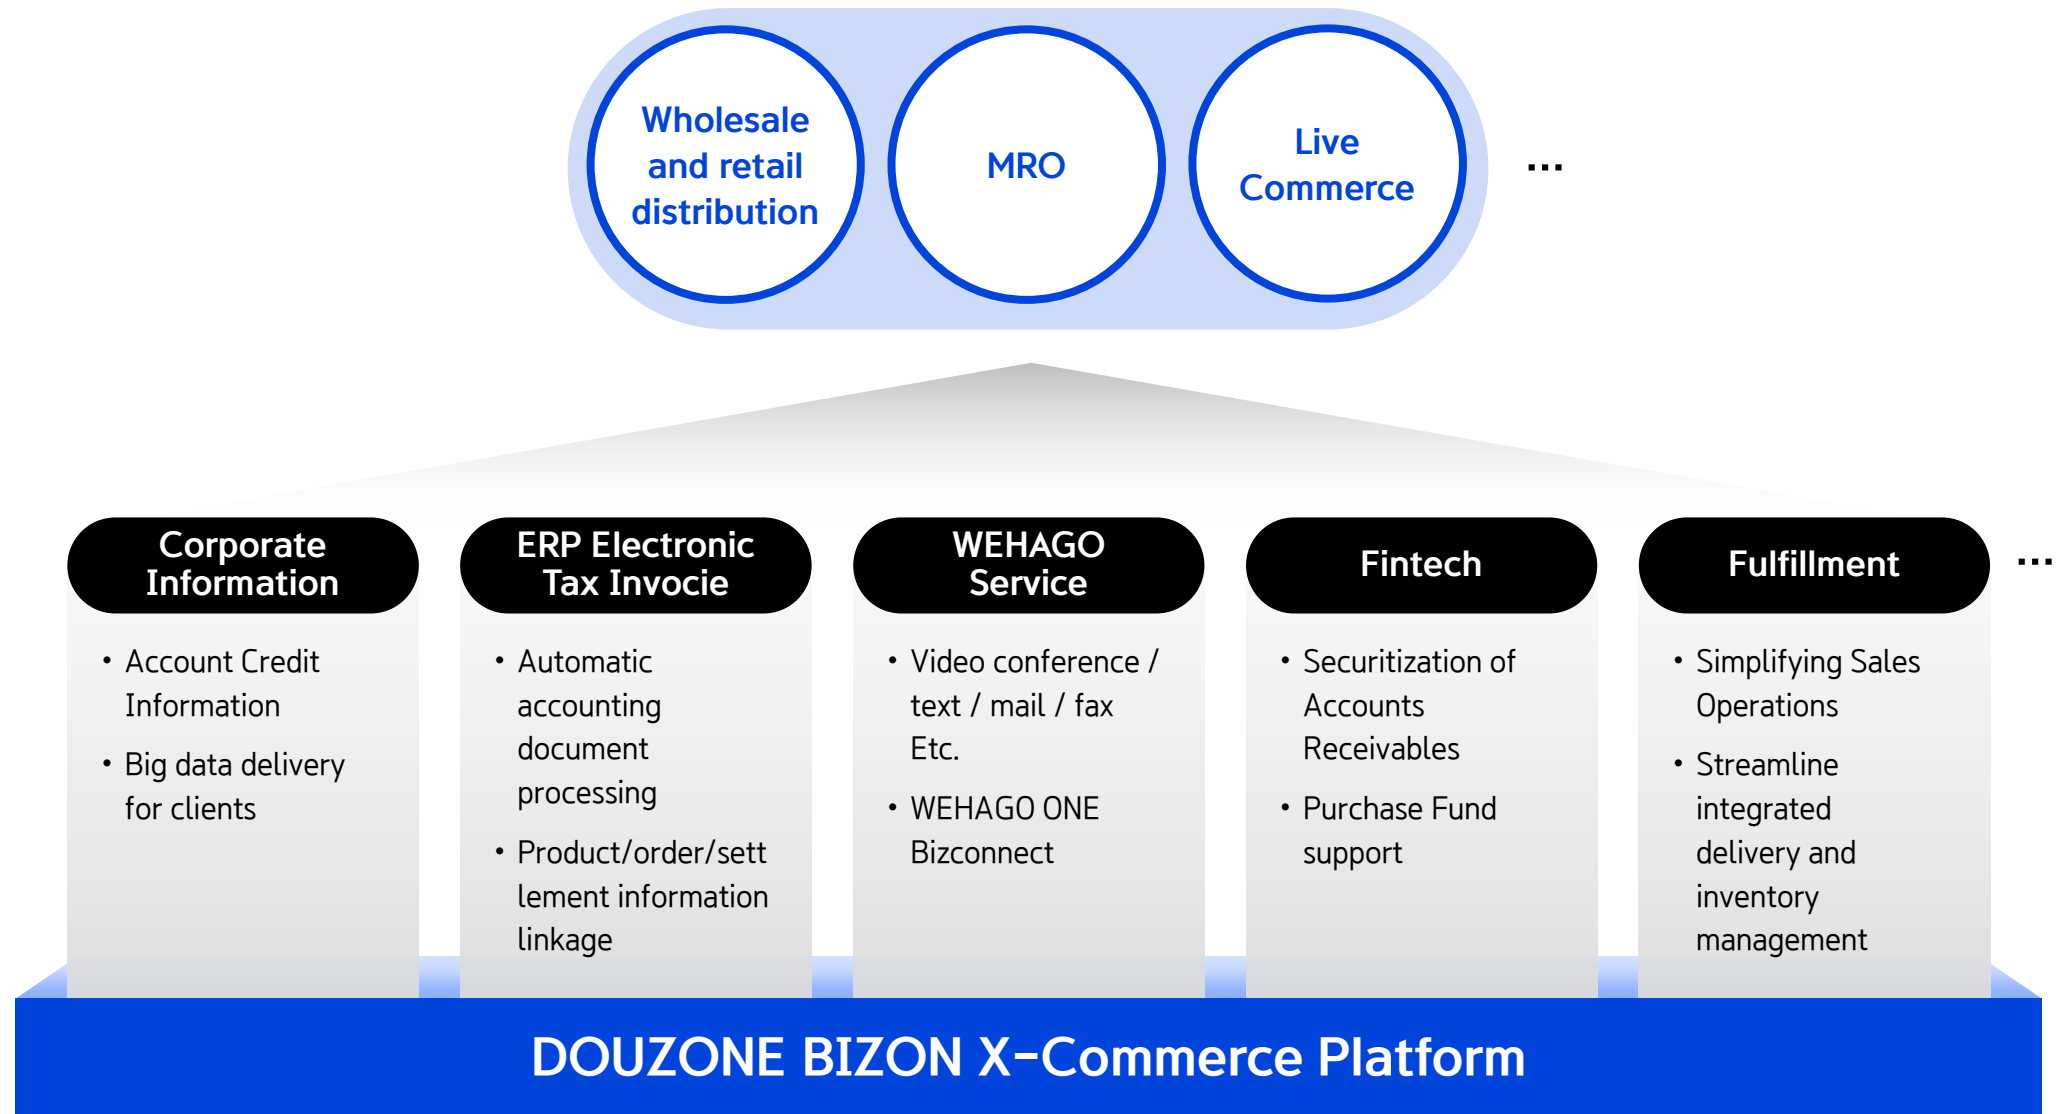 Wholesale
and retail
distribution
MRO
Live
Commerce
...
Corporate
Information
• Account Credit
Information
• Big data delivery
for clients
ERP Electronic
Tax Invocie
• Automatic
accounting
document
processing
• Product/order/sett
lement information
linkage
WEHAGO
Service
• Video conference /
text / mail / fax
Etc.
• WEHAGO ONE
Bizconnect
Fintech
• Securitization of
Accounts
Receivables
• Purchase Fund
support
Fulfillment
• Simplifying Sales
Operations
• Streamline
integrated
delivery and
inventory
management
...
DOUZONE BIZON X-Commerce Platform